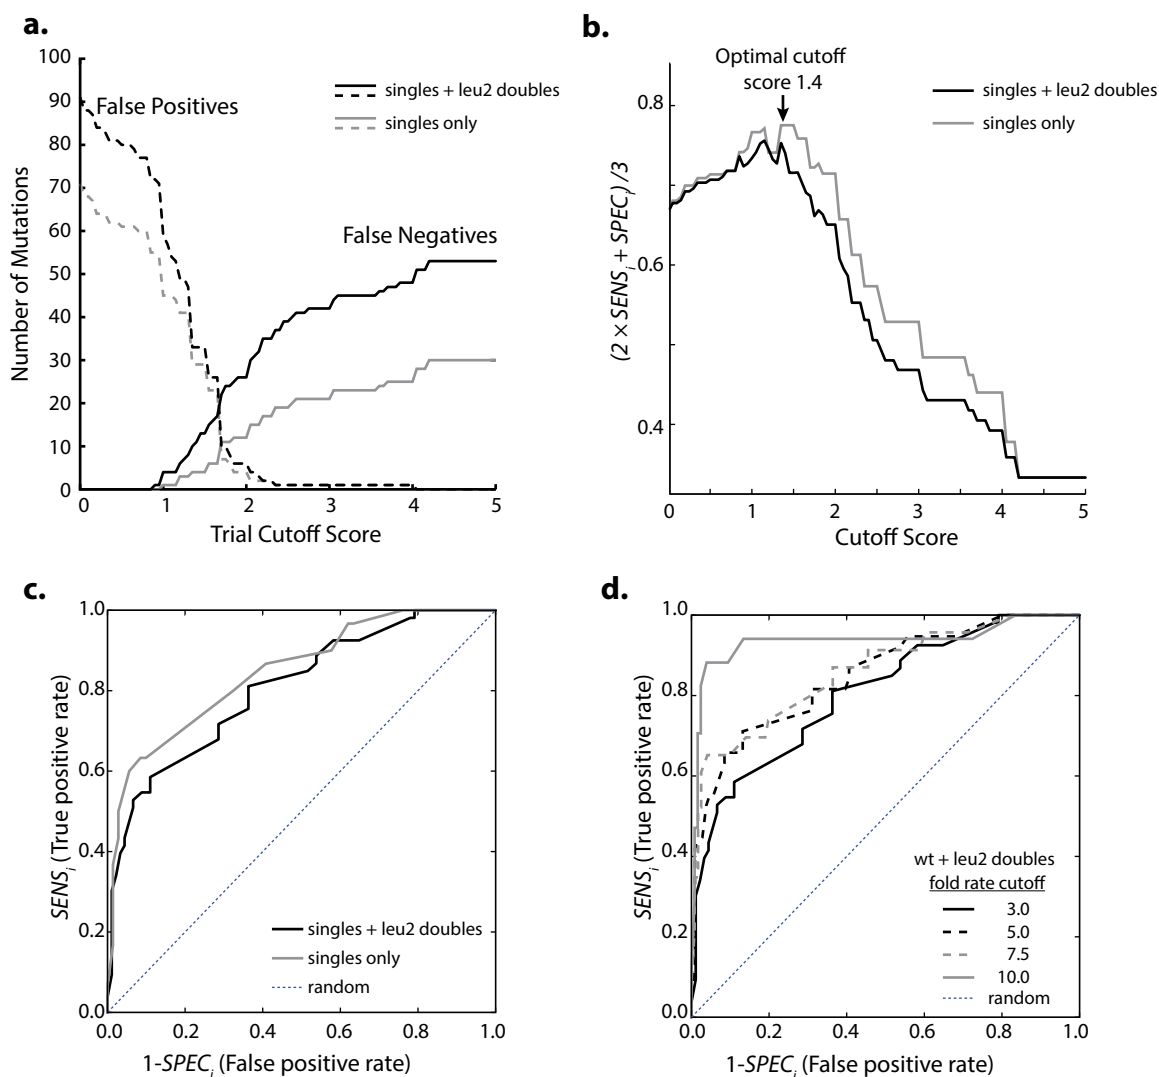 a.
100
90
80
70
60
50
40
30
20
10
0
Number of Mutations
False Positives
singles + leu2 doubles
singles only
False Negatives
0 1 2 3 4 5
Trial Cutoff Score
b.
Optimal cutoff
score 1.4
singles + leu2 doubles
singles only
0.8
0.6
0.4
(2 × SENSi + SPECi) /3
0 1 2 3 4 5
Cutoff Score
c.
1.0
0.8
0.6
0.4
0.2
0.0
SENSi (True positive rate)
singles + leu2 doubles
singles only
random
0.0 0.2 0.4 0.6 0.8 1.0
1-SPECi (False positive rate)
d.
1.0
0.8
0.6
0.4
0.2
0.0
SENSi (True positive rate)
wt + leu2 doubles
fold rate cutoff
3.0
5.0
7.5
10.0
random
0.0 0.2 0.4 0.6 0.8 1.0
1-SPECi (False positive rate)